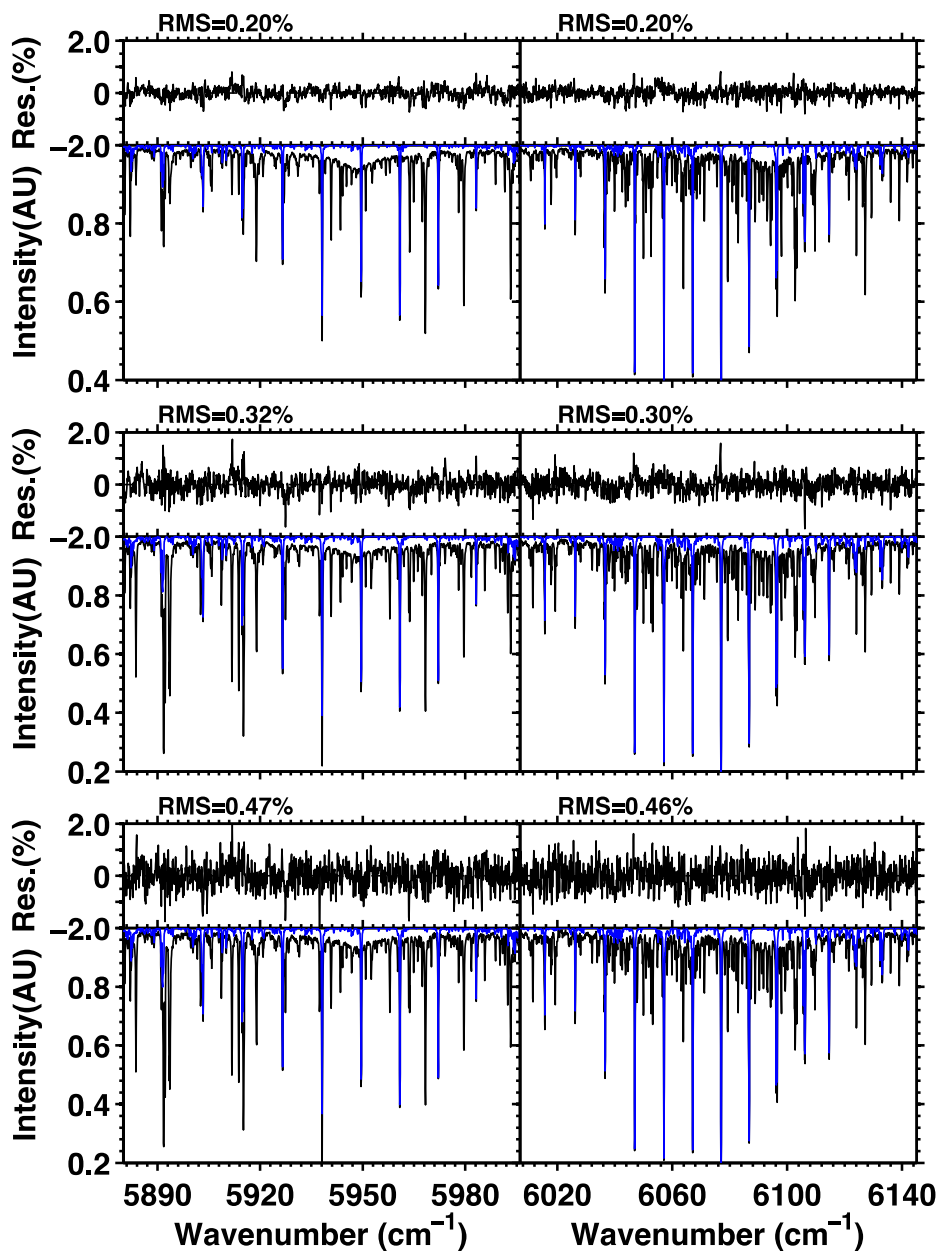 RMS=0.20% RMS=0.20%
2.0
Res.(%)
0
−2.0
Intensity(AU)
0.8
0.6
0.4
RMS=0.32% RMS=0.30%
2.0
Res.(%)
0
−2.0
Intensity(AU)
0.8
0.6
0.4
0.2
RMS=0.47% RMS=0.46%
2.0
Res.(%)
0
−2.0
Intensity(AU)
0.8
0.6
0.4
0.2
5890 5920 5950 5980 6020 6060 6100 6140
Wavenumber (cm⁻¹) Wavenumber (cm⁻¹)